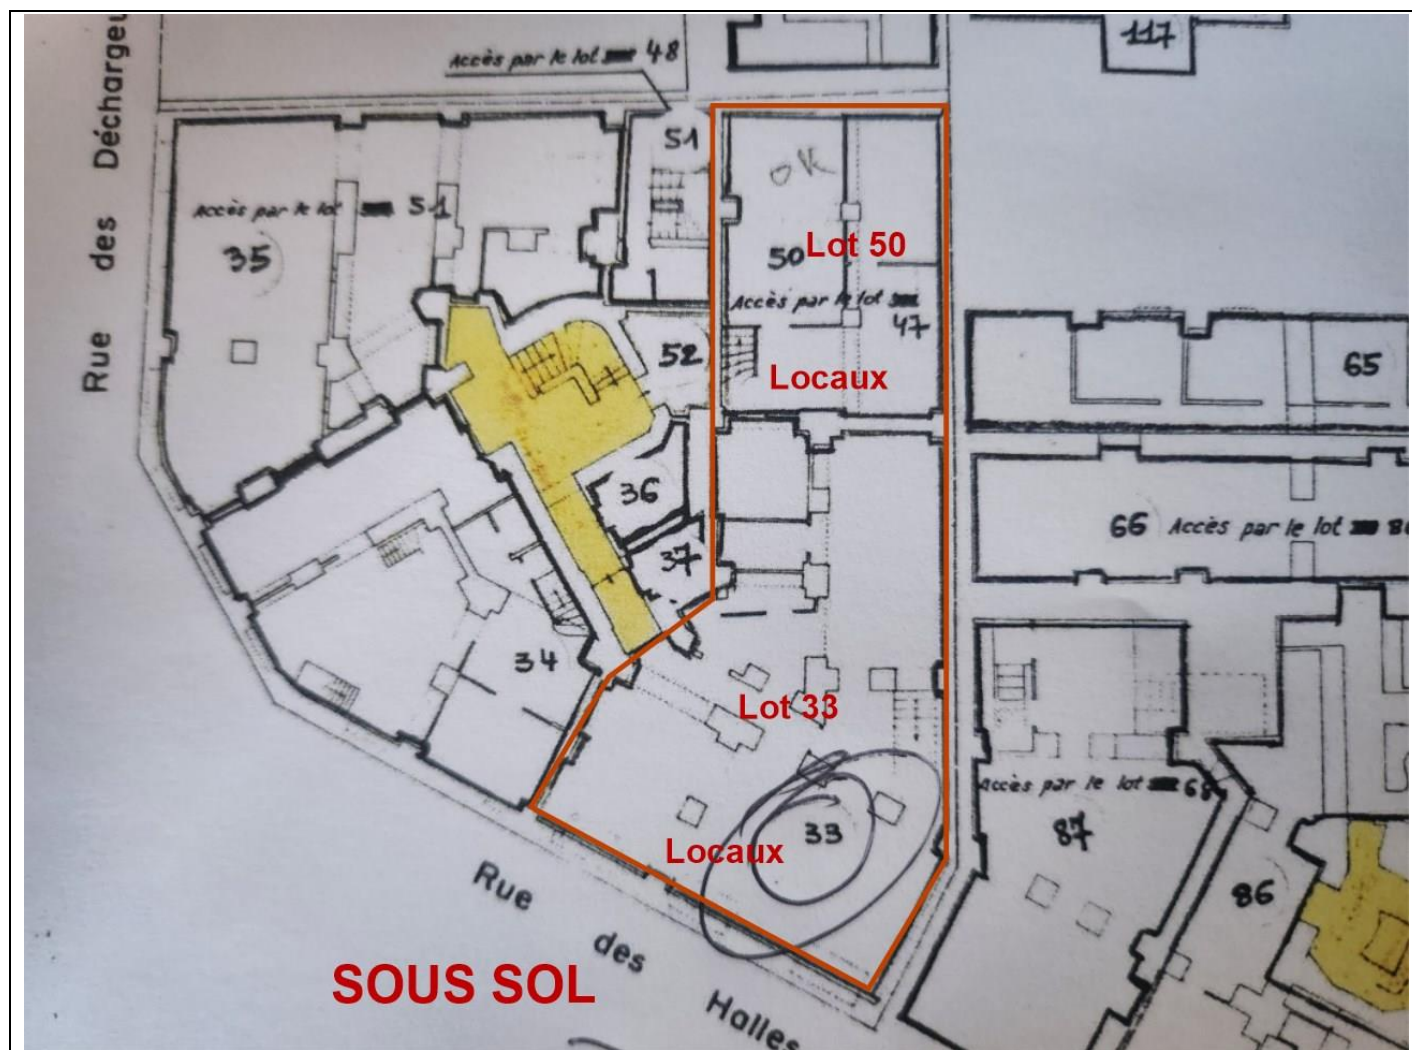 Rue des Déchargeu
Accès par le lot 48
117
51
Accès par le lot 51
35
50
Lot 50
Accès par le lot
47
52
Locaux
65
36
66 Accès par le lot
37
34
Lot 33
Accès par le lot 68
33
87
Locaux
86
Rue des Halles
SOUS SOL